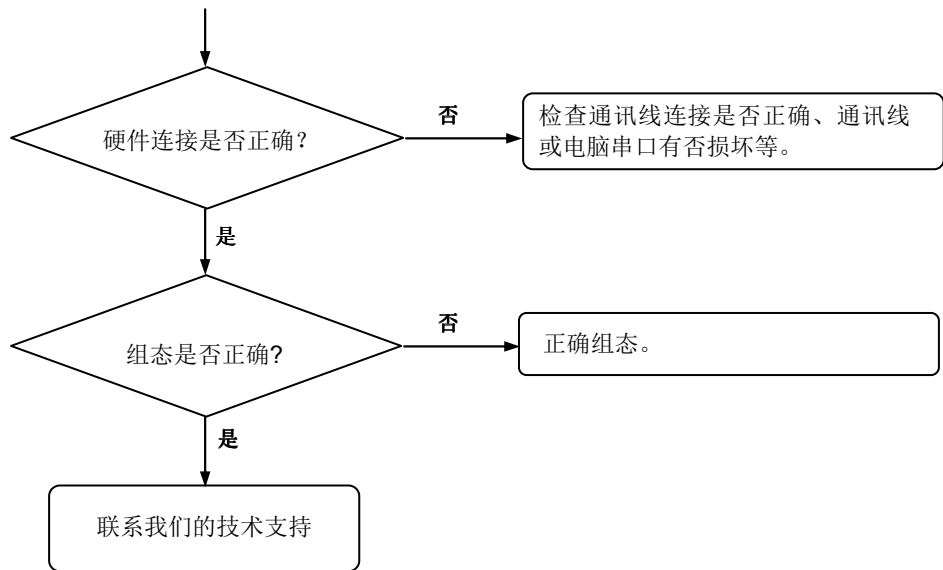 否
硬件连接是否正确？
检查通讯线连接是否正确、通讯线
或电脑串口有否损坏等。
是
否
组态是否正确?
正确组态。
是
联系我们的技术支持